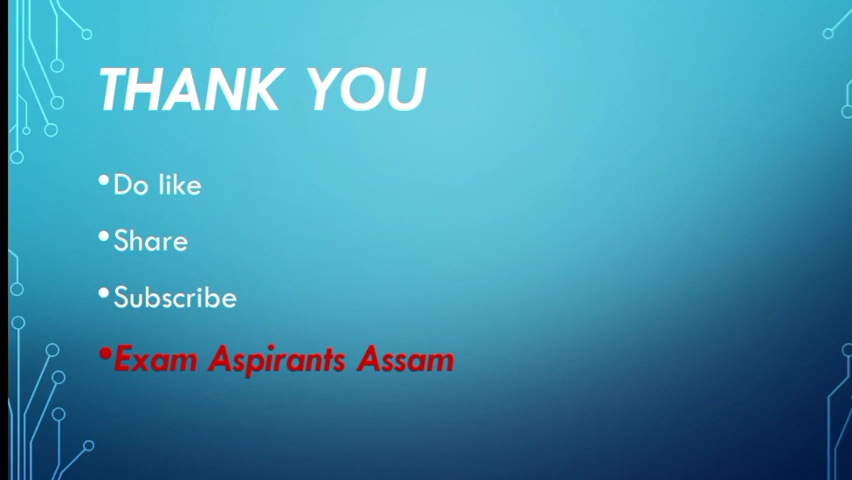 THANK YOU
•Do like
•Share
•Subscribe
•Exam Aspirants Assam